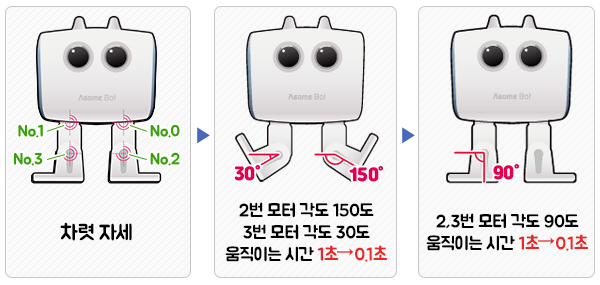 Asome Bot
No.1
No.0
No.3
No.2
차렷 자세
Asome Bot
30°
150°
2번 모터 각도 150도
3번 모터 각도 30도
움직이는 시간 1초→0.1초
Asome Bot
90°
2,3번 모터 각도 90도
움직이는 시간 1초→0.1초